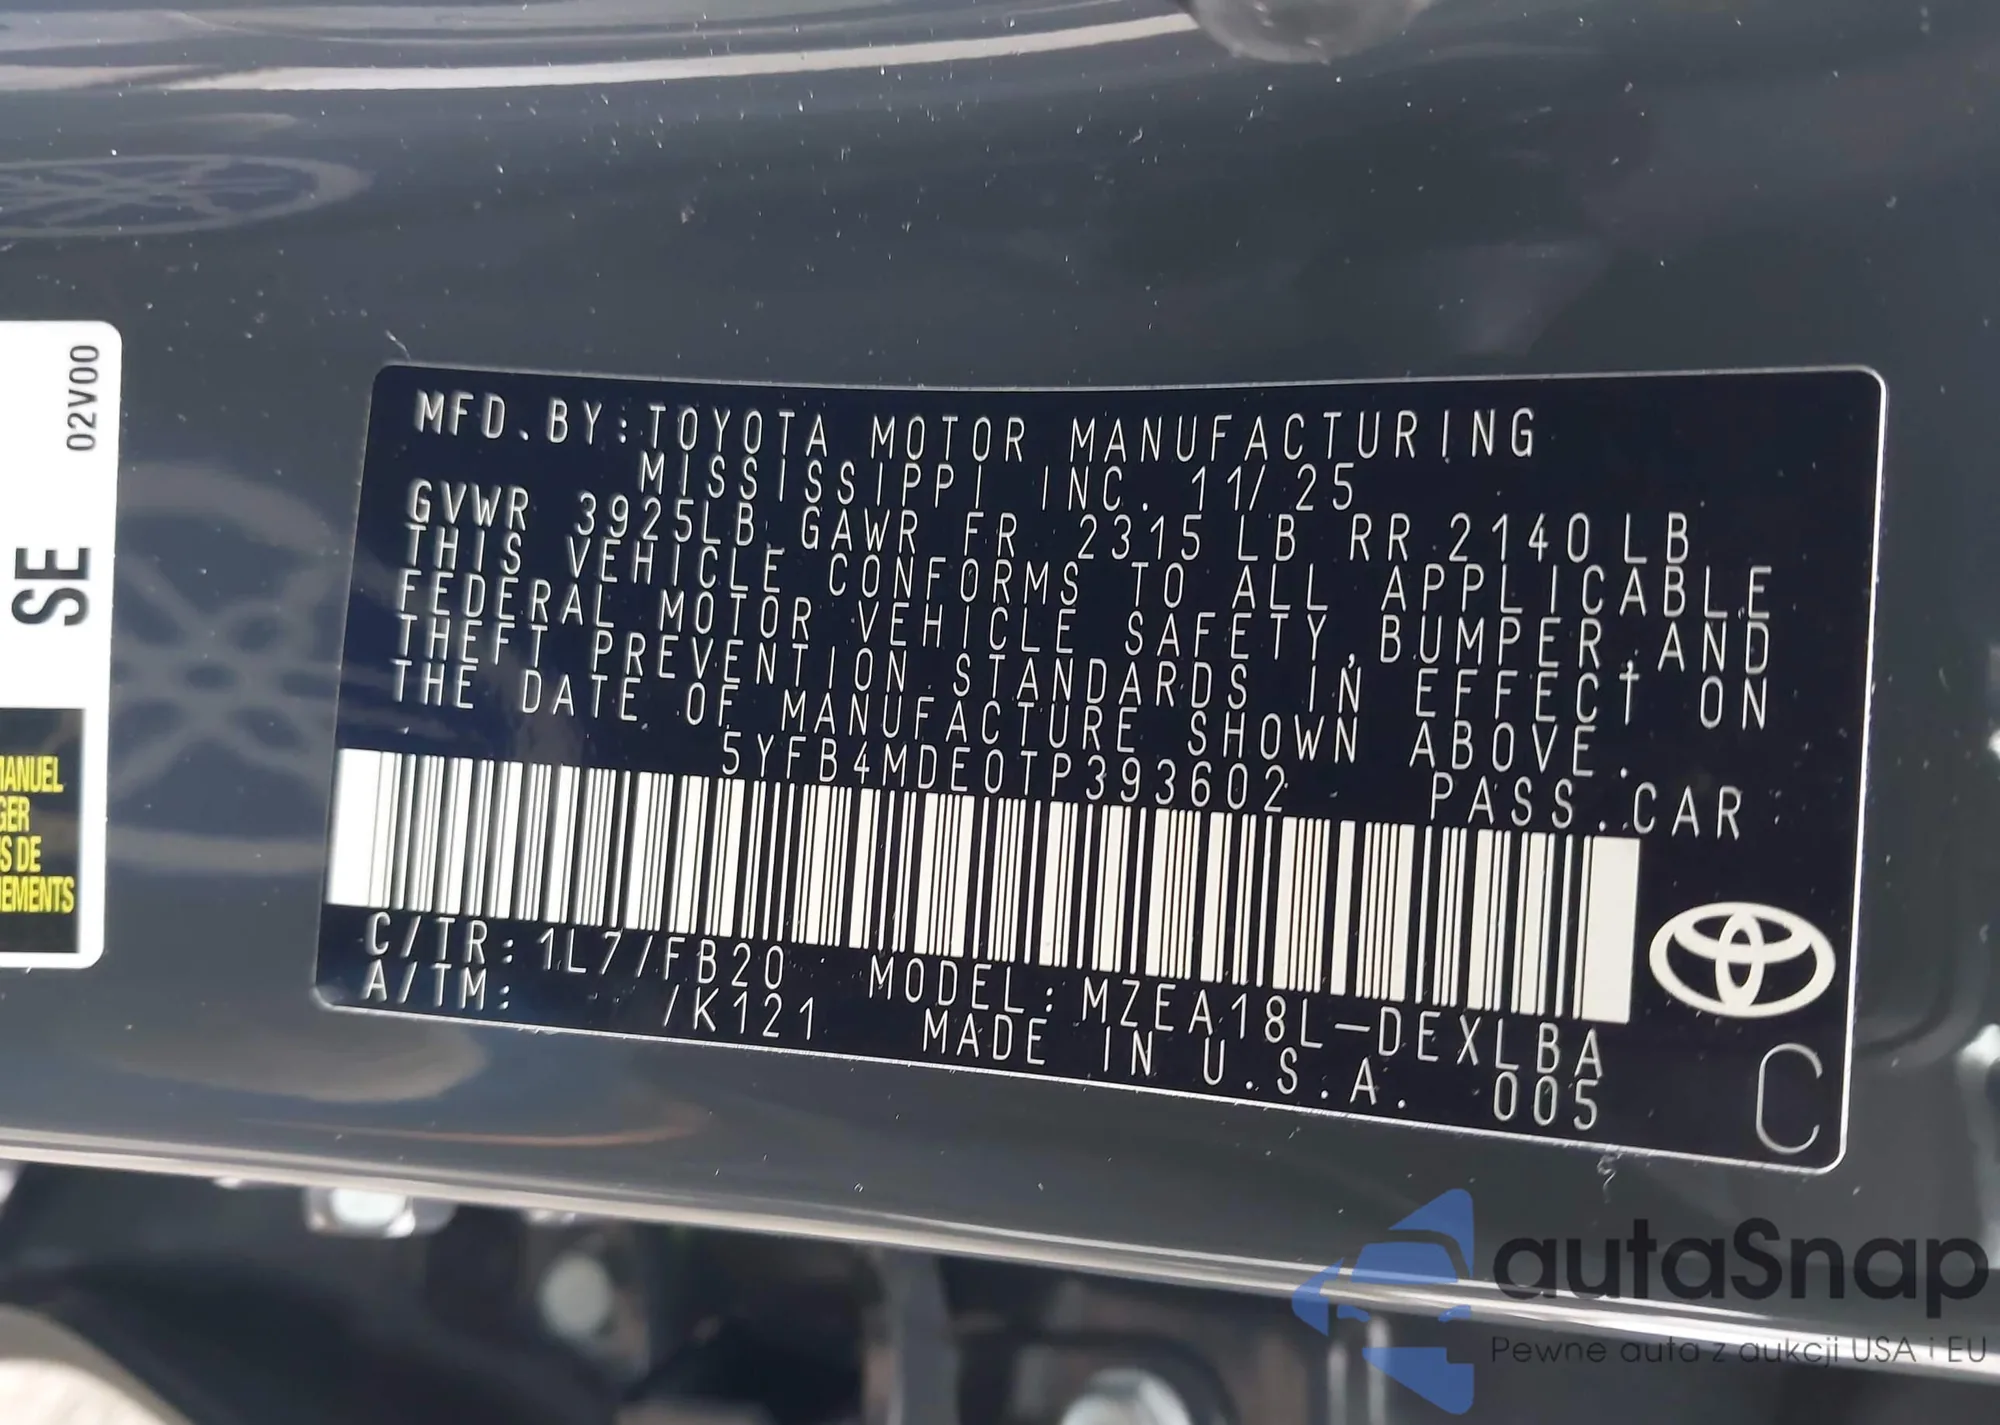 02V00
SE
MANUEL
GER
S DE
EMENTS
MFD.BY:TOYOTA MOTOR MANUFACTURING
MISSISSIPPI INC. 11/25
GVWR 3925LB GAWR FR 2315 LB RR 2140 LB
THIS VEHICLE CONFORMS TO ALL APPLICABLE
FEDERAL MOTOR VEHICLE SAFETY,BUMPER,AND
THEFT PREVENTION STANDARDS IN EFFECT ON
THE DATE OF MANUFACTURE SHOWN ABOVE.
5YFB4MDE0TP393602 PASS.CAR
C/TR: 1L7/FB20 MODEL: MZEA18L-DEXLBA
A/TM: /K121 MADE IN U.S.A. 005
C
autaSnap
Pewne auta z aukcji USA i EU